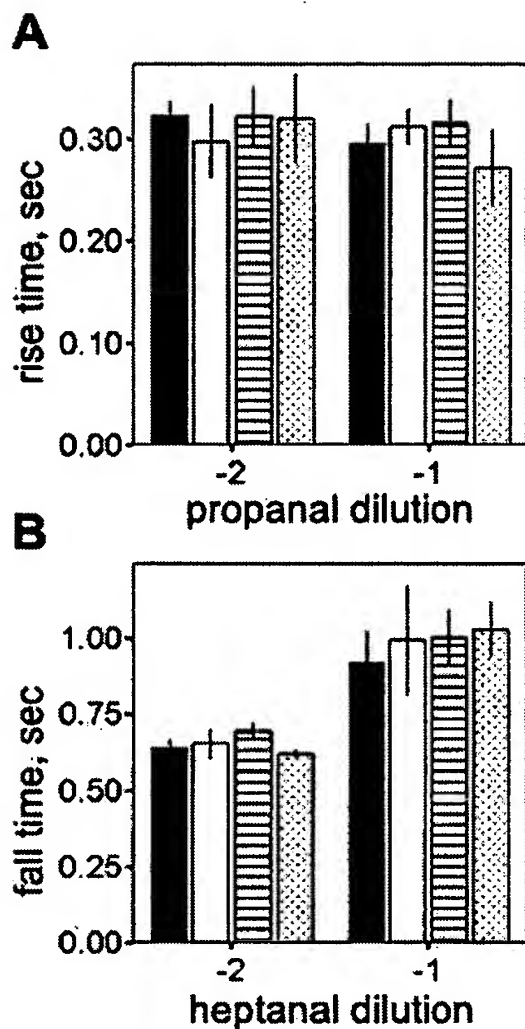 A
rise time, sec
0.30
0.20
0.10
0.00
-2
-1
propanal dilution
B
fall time, sec
1.00
0.75
0.50
0.25
0.00
-2
-1
heptanal dilution